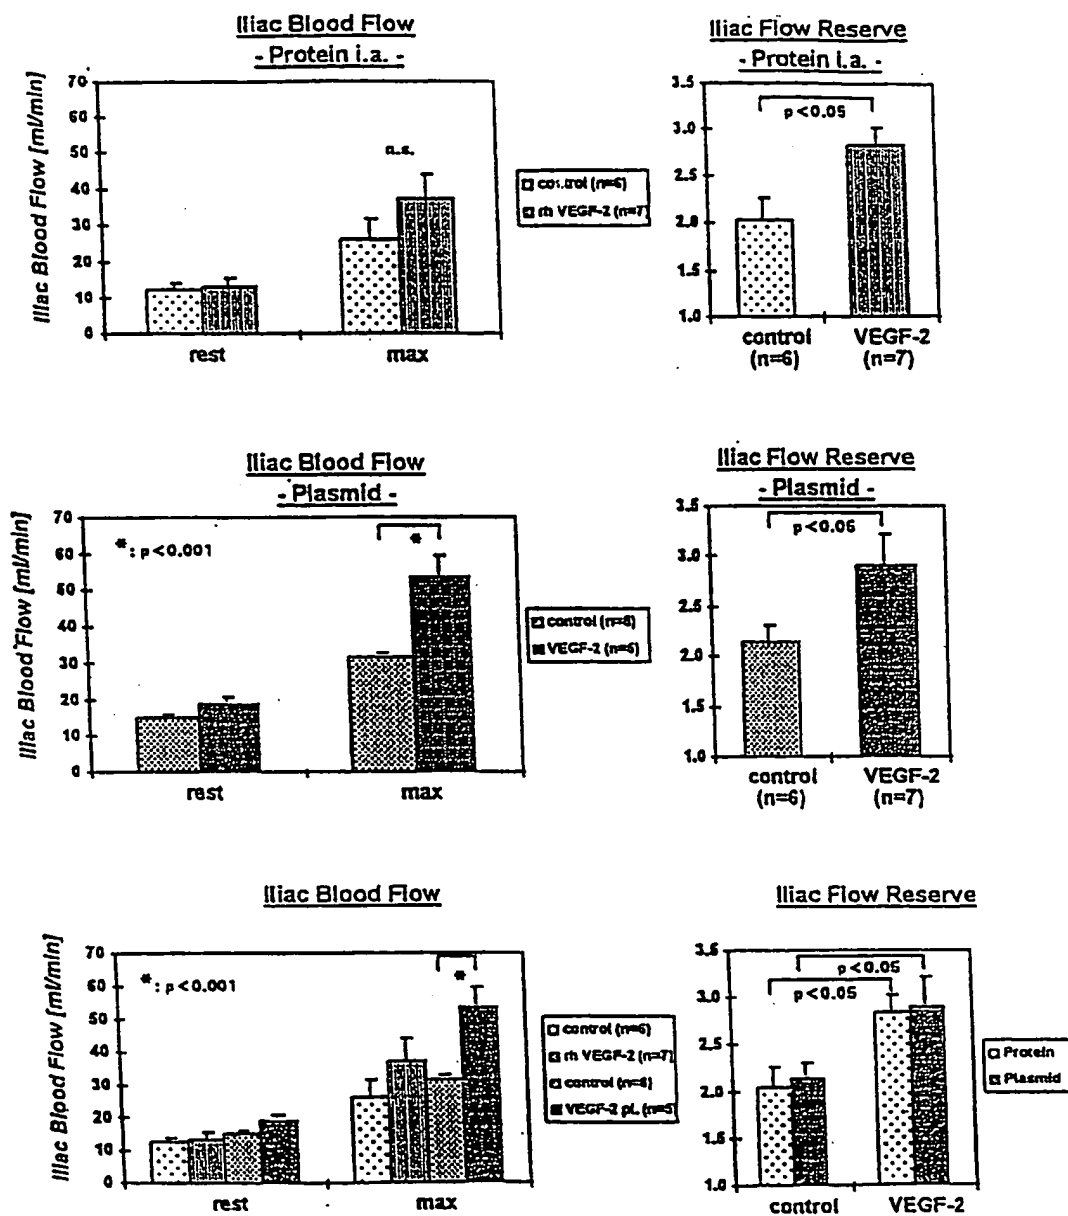 Iliac Blood Flow
- Protein i.a. -
Iliac Blood Flow [ml/min]
70
60
50
40
30
20
10
0
n.s.
rest
max
rh VEGF-2 (n=7)
Iliac Flow Reserve
- Protein i.a. -
3.5
3.0
2.5
2.0
1.5
1.0
p<0.05
control
(n=6)
VEGF-2
(n=7)
Iliac Blood Flow
- Plasmid -
Iliac Blood Flow [ml/min]
70
60
50
40
30
20
10
0
*: p<0.001
*
rest
max
control
VEGF-2
Iliac Flow Reserve
- Plasmid -
3.5
3.0
2.5
2.0
1.5
1.0
p<0.05
control
(n=6)
VEGF-2
(n=7)
Iliac Blood Flow
Iliac Blood Flow [ml/min]
70
60
50
40
30
20
10
0
*: p<0.001
*
rest
max
control (n=6)
rh VEGF-2 (n=7)
control
VEGF-2 pl.
Iliac Flow Reserve
3.5
3.0
2.5
2.0
1.5
1.0
p<0.05
p<0.05
control
VEGF-2
Protein
Plasmid